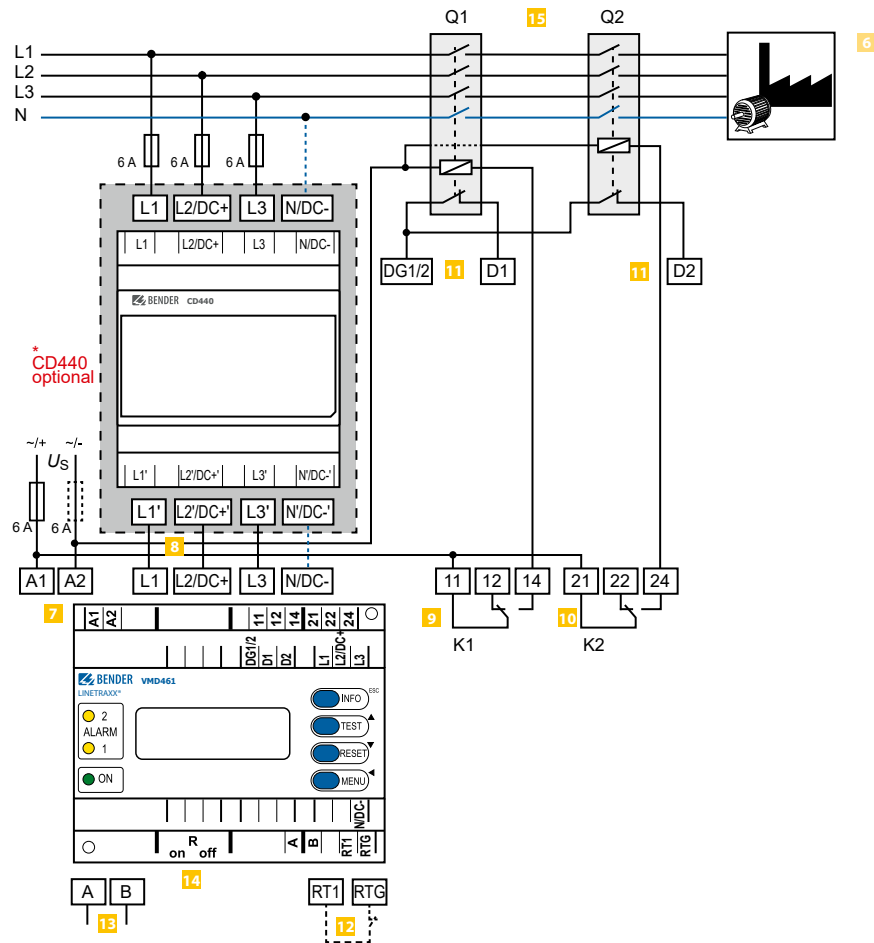 Q1 15 Q2
L1
L2
L3
N
6
6 A 6 A 6 A
L1 L2/DC+ L3 N/DC-
L1 L2/DC+ L3 N/DC-
DG1/2 11 D1 11 D2
BENDER CD440
*
CD440
optional
~/+ ~/-
US
L1' L2'/DC+' L3' N'/DC-'
L1' L2'/DC+' L3' N'/DC-'
6 A 6 A
8
A1 A2 L1 L2/DC+ L3 N/DC- 11 12 14 21 22 24
7 9 10
K1 K2
A1 A2 11 12 14 21 22 24
DG1/2 D1 D2 L1 L2/DC+ L3
BENDER VMD461
LINETRAXX®
INFO ESC
2
ALARM
1
TEST
RESET
ON
MENU
N/DC-
R
on off
A B RT1 RTG
14
A B RT1 RTG
13 12